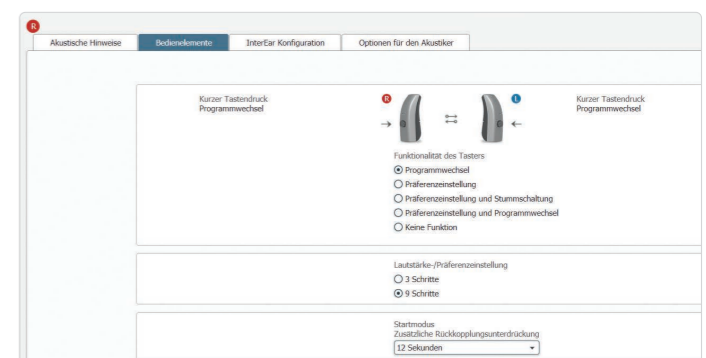 R
Akustische Hinweise
Bedienelemente
InterEar Konfiguration
Optionen für den Akustiker
Kurzer Tastendruck
Programmwechsel
R
L
Kurzer Tastendruck
Programmwechsel
Funktionalität des Tasters
Programmwechsel
Präferenzeinstellung
Präferenzeinstellung und Stummschaltung
Präferenzeinstellung und Programmwechsel
Keine Funktion
Lautstärke-/Präferenzeinstellung
3 Schritte
9 Schritte
Startmodus
Zusätzliche Rückkopplungsunterdrückung
12 Sekunden